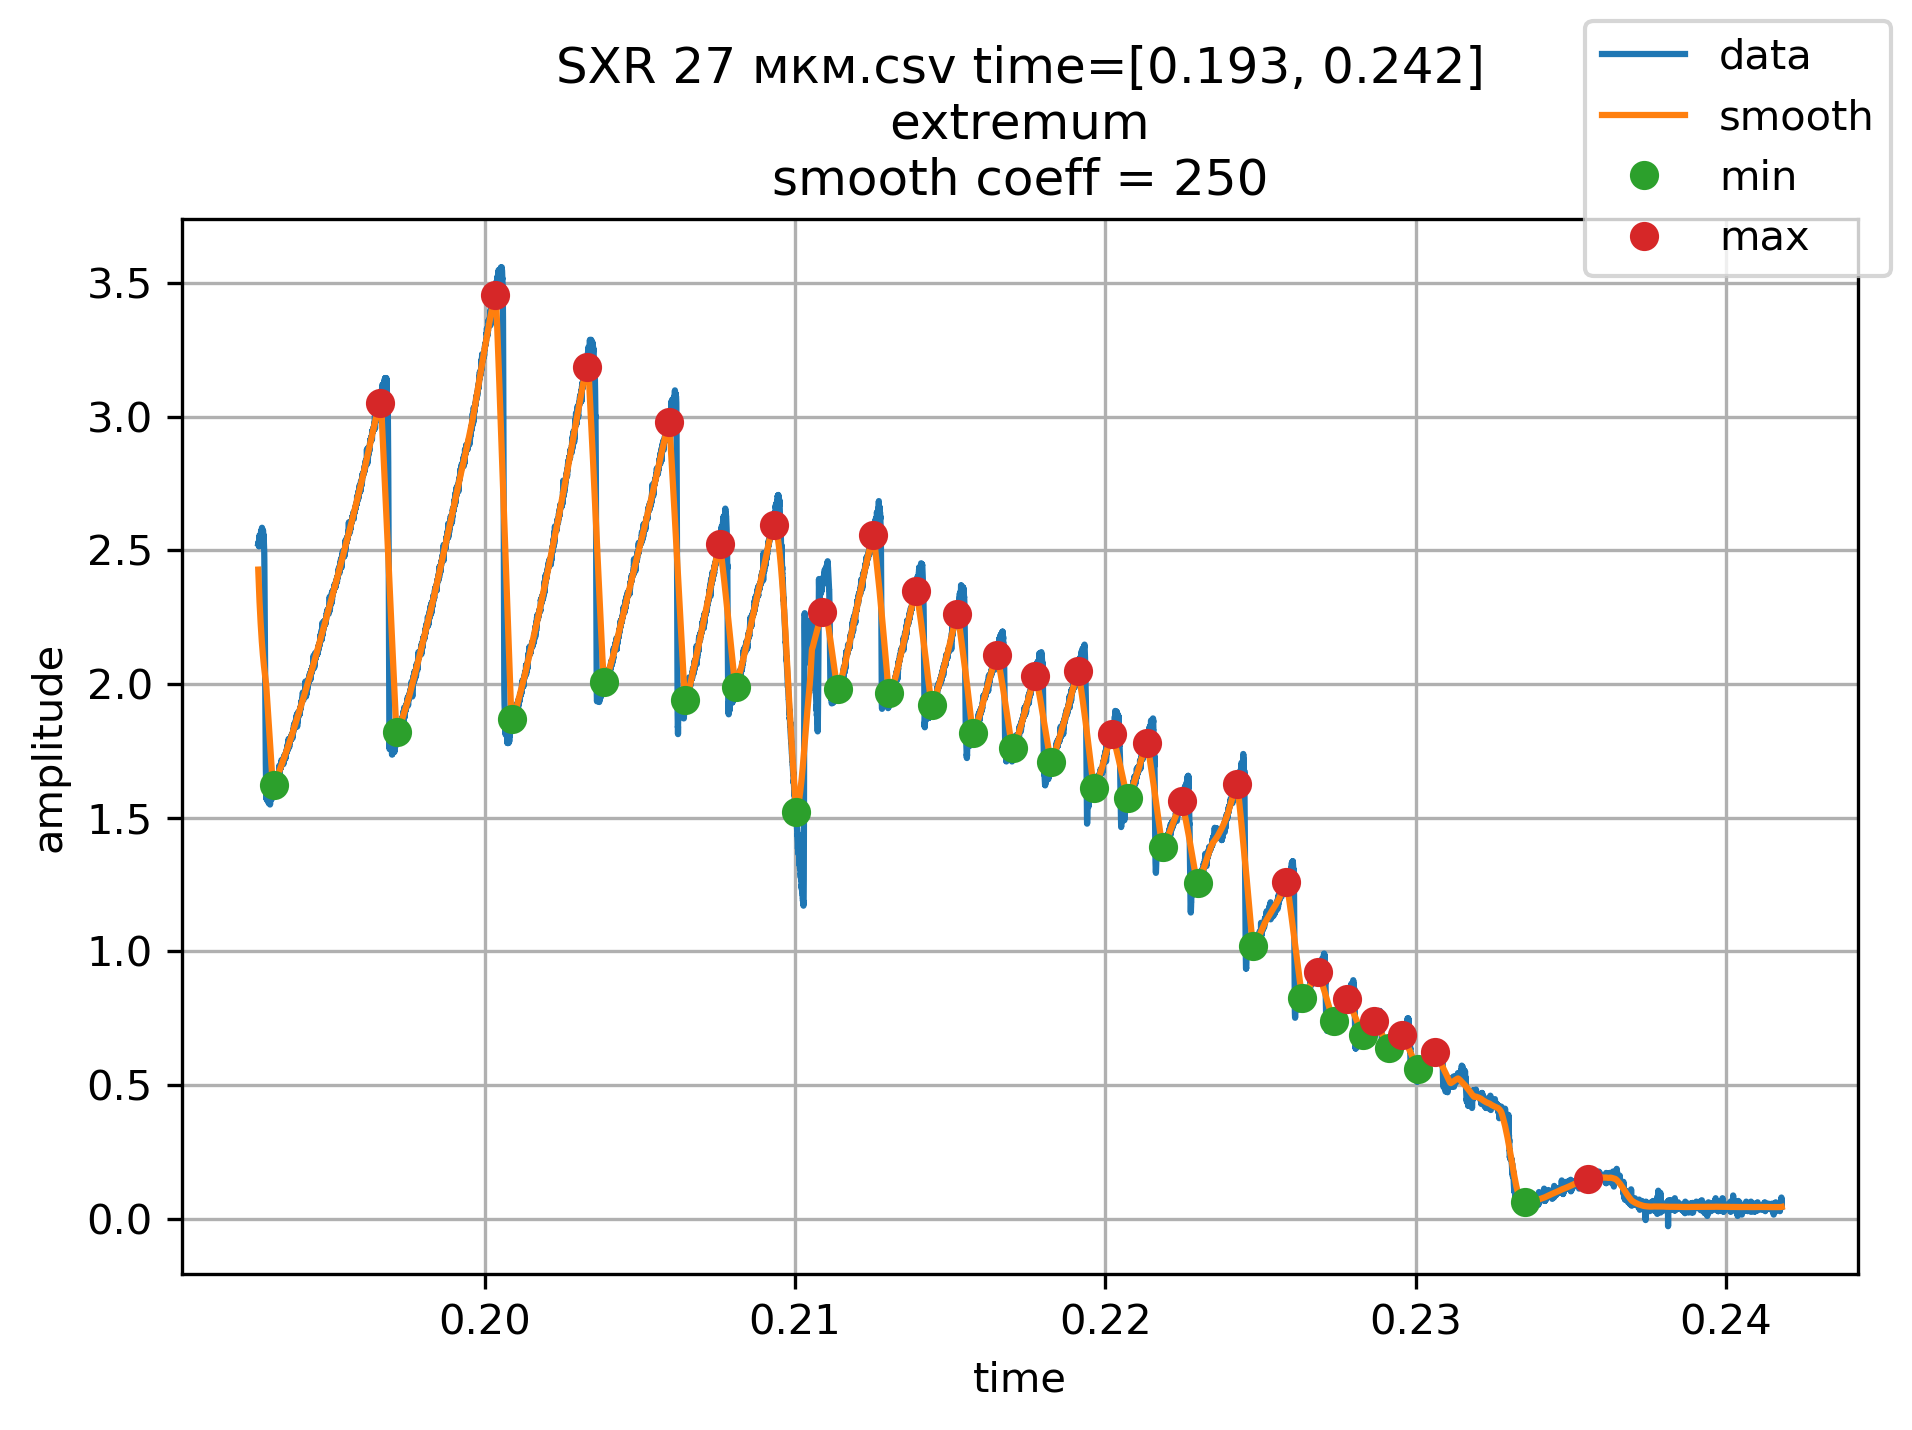 SXR 27 мкм.csv time=[0.193, 0.242]
extremum
smooth coeff = 250
data
smooth
min
max
3.5
3.0
2.5
2.0
1.5
1.0
0.5
0.0
amplitude
0.20
0.21
0.22
0.23
0.24
time